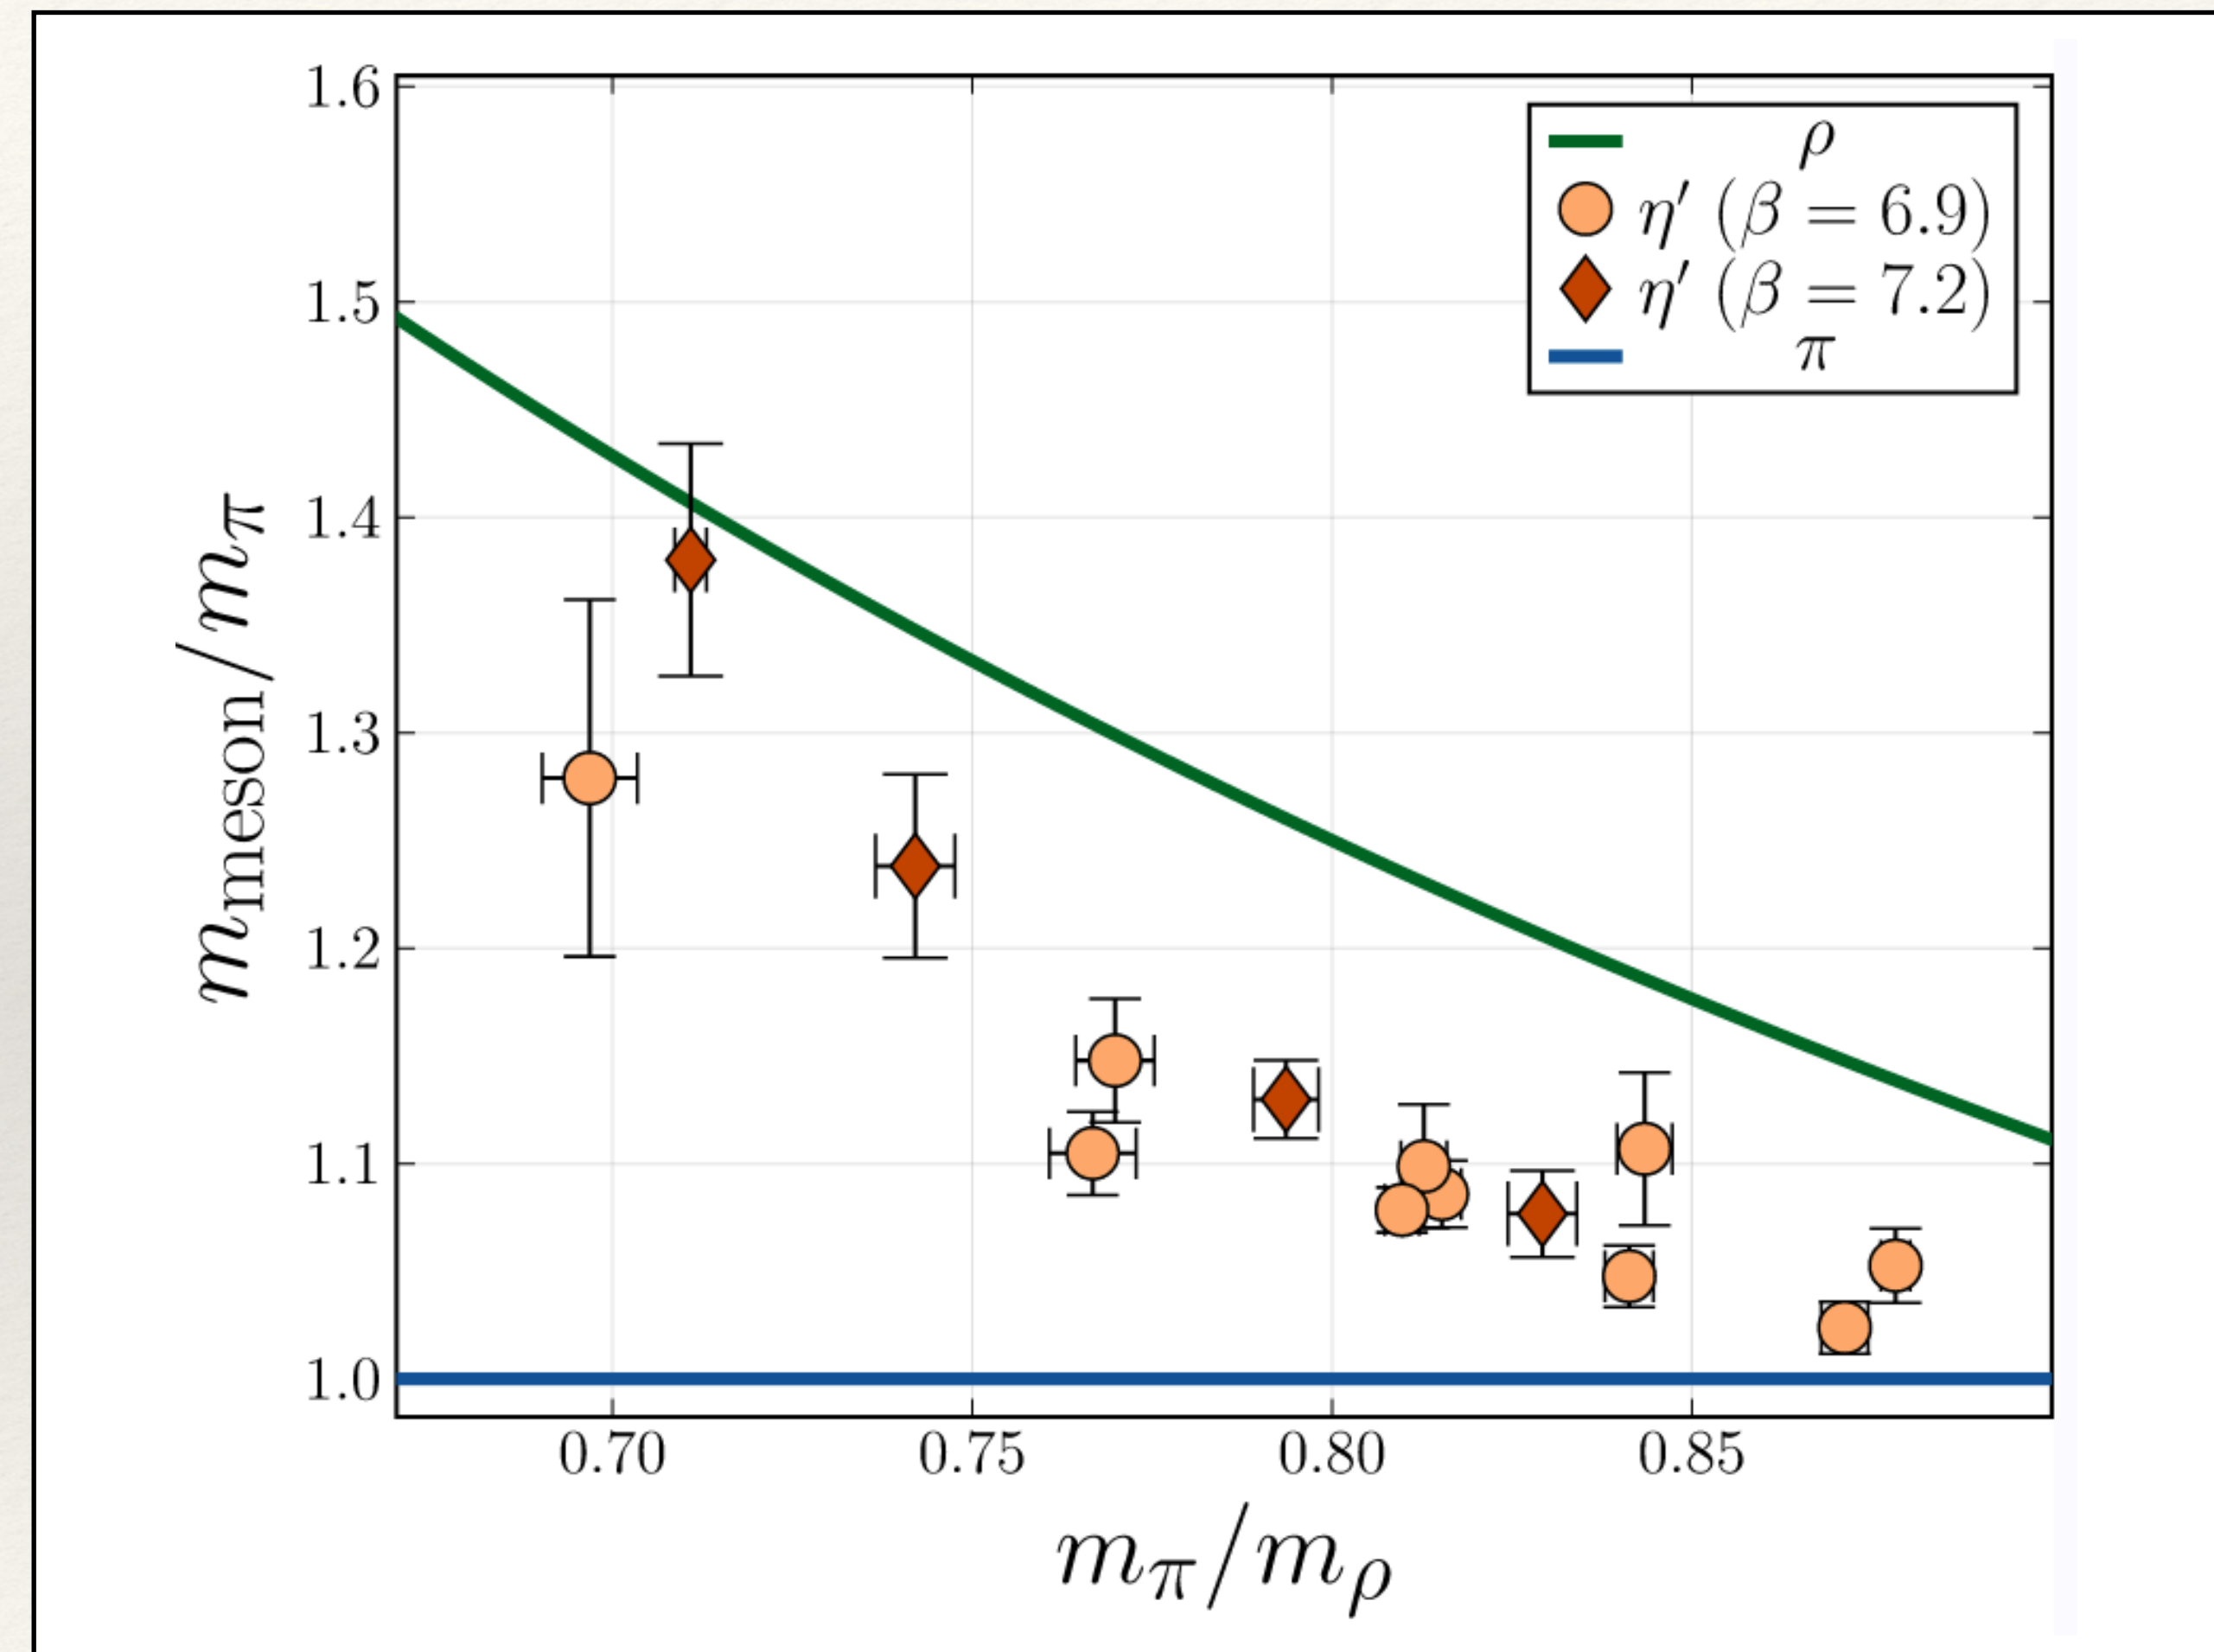 1.6
1.5
1.4
1.3
1.2
1.1
1.0
m_meson/m_π
ρ
η′ (β = 6.9)
η′ (β = 7.2)
π
0.70 0.75 0.80 0.85
m_π/m_ρ